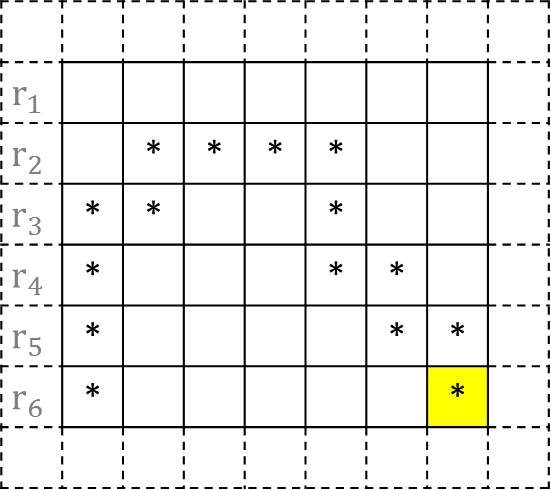 r₁
r₂ * * * *
r₃ * * *
r₄ * * *
r₅ * * *
r₆ * *